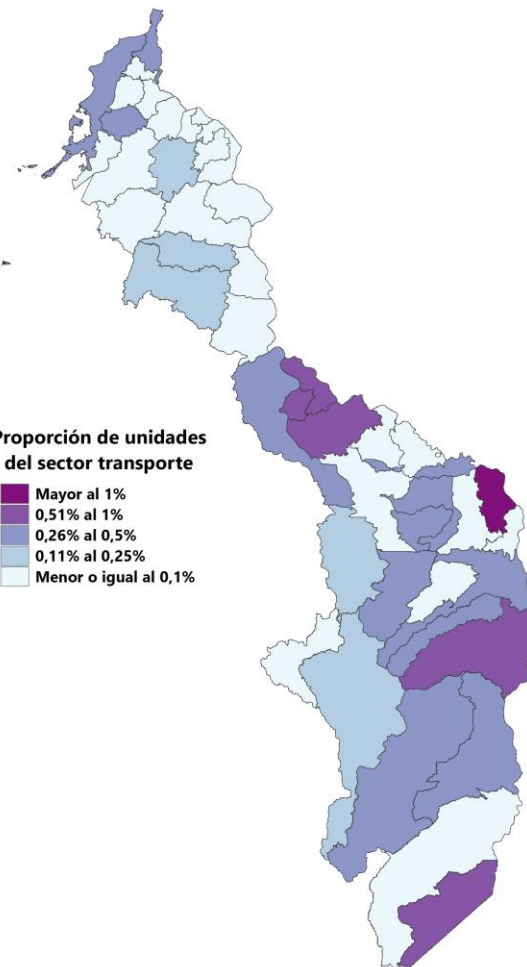 Proporción de unidades
del sector transporte
Mayor al 1%
0,51% al 1%
0,26% al 0,5%
0,11% al 0,25%
Menor o igual al 0,1%